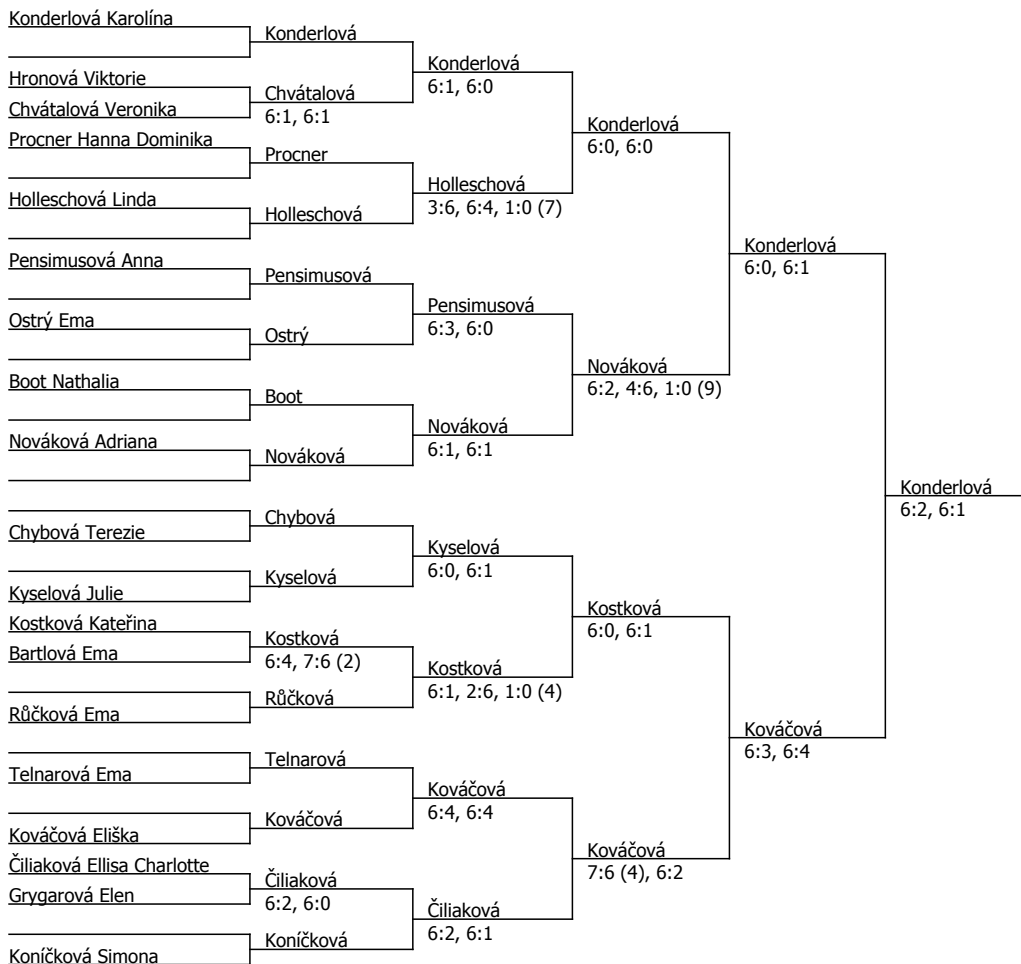 Konderlová Karolína
Hronová Viktorie
Chvátalová Veronika
Procner Hanna Dominika
Holleschová Linda
Pensimusová Anna
Ostrý Ema
Boot Nathalia
Nováková Adriana
Chybová Terezie
Kyselová Julie
Kostková Kateřina
Bartlová Ema
Růčková Ema
Telnarová Ema
Kováčová Eliška
Čiliaková Ellisa Charlotte
Grygarová Elen
Koníčková Simona
Konderlová
Chvátalová
6:1, 6:1
Procner
Holleschová
Pensimusová
Ostrý
Boot
Nováková
Chybová
Kyselová
Kostková
6:4, 7:6 (2)
Růčková
Telnarová
Kováčová
Čiliaková
6:2, 6:0
Koníčková
Konderlová
6:1, 6:0
Holleschová
3:6, 6:4, 1:0 (7)
Pensimusová
6:3, 6:0
Nováková
6:1, 6:1
Kyselová
6:0, 6:1
Kostková
6:1, 2:6, 1:0 (4)
Kováčová
6:4, 6:4
Čiliaková
6:2, 6:1
Konderlová
6:0, 6:0
Nováková
6:2, 4:6, 1:0 (9)
Kostková
6:0, 6:1
Kováčová
7:6 (4), 6:2
Konderlová
6:0, 6:1
Kováčová
6:3, 6:4
Konderlová
6:2, 6:1